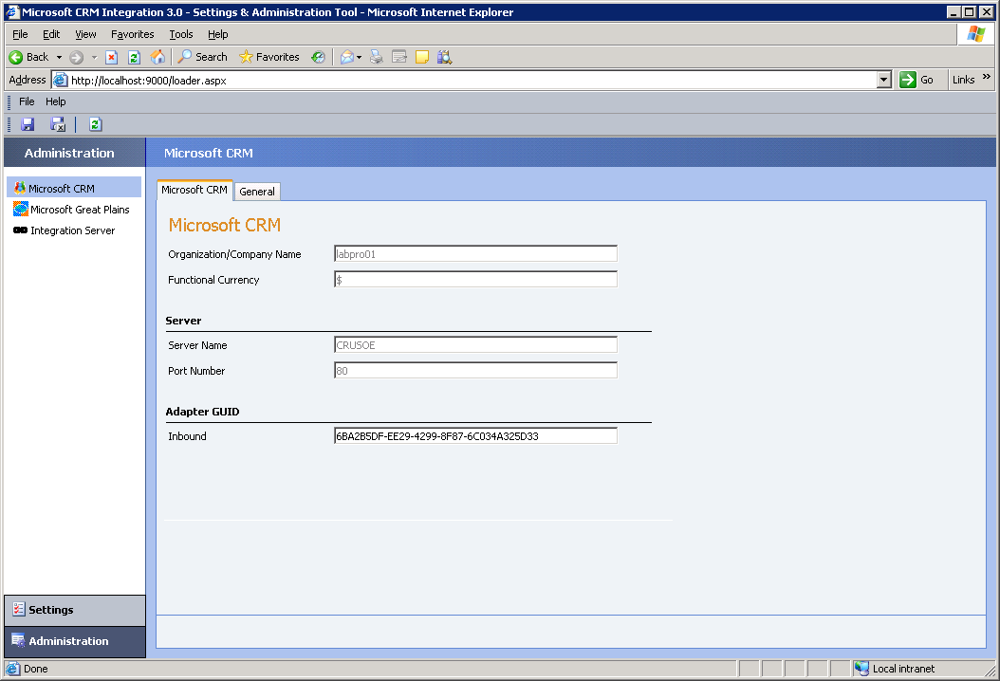 Microsoft CRM Integration 3.0 - Settings & Administration Tool - Microsoft Internet Explorer
File Edit View Favorites Tools Help
Back Search Favorites
Address http://localhost:9000/loader.aspx Go Links »
File Help
Administration
Microsoft CRM
Microsoft CRM
Microsoft Great Plains
Integration Server
Microsoft CRM General
Microsoft CRM
Organization/Company Name labpro01
Functional Currency $
Server
Server Name CRUSOE
Port Number 80
Adapter GUID
Inbound 6BA2B5DF-EE29-4299-8F87-6C034A325D33
Settings
Administration
Done Local intranet